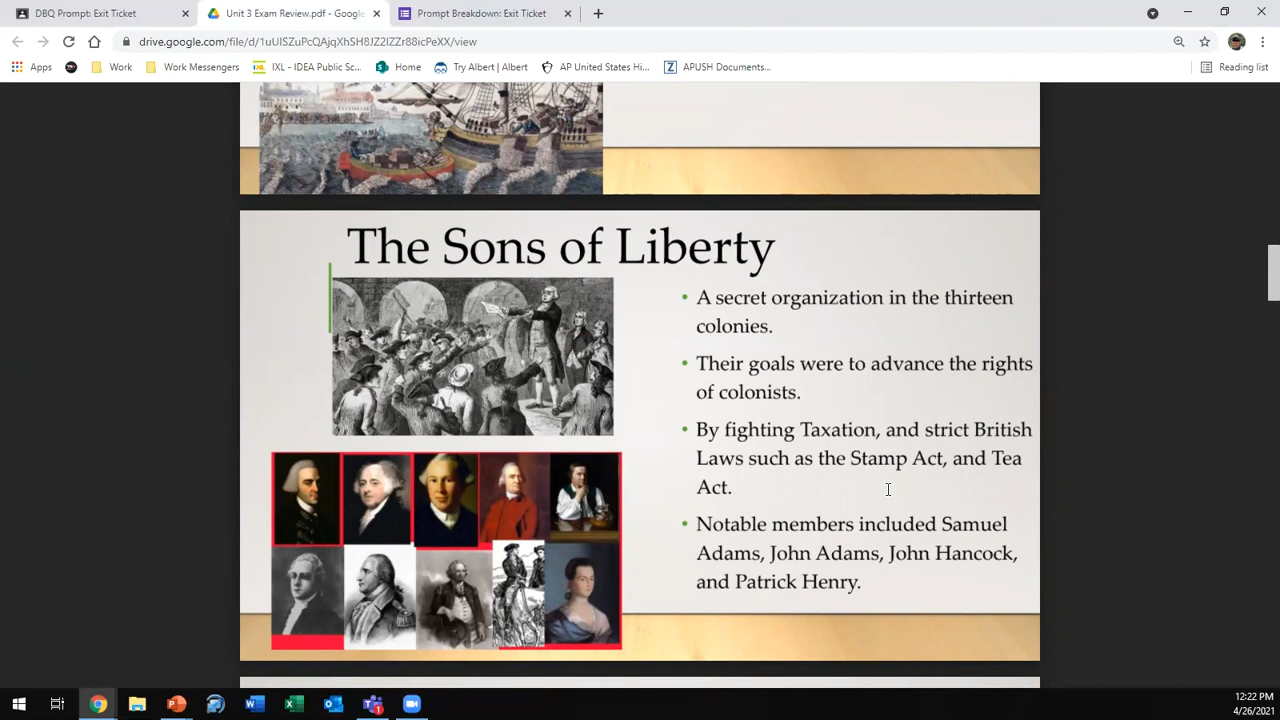 DBQ Prompt: Exit Ticket
Unit 3 Exam Review.pdf - Google
Prompt Breakdown: Exit Ticket
drive.google.com/file/d/1uUISZuPcQAjqXhSH8JZ2IZZr88icPeXX/view
Apps
Work
Work Messengers
IXL - IDEA Public Sc...
Home
Try Albert | Albert
AP United States Hi...
APUSH Documents...
Reading list
The Sons of Liberty
• A secret organization in the thirteen
colonies.
• Their goals were to advance the rights
of colonists.
• By fighting Taxation, and strict British
Laws such as the Stamp Act, and Tea
Act.
• Notable members included Samuel
Adams, John Adams, John Hancock,
and Patrick Henry.
12:22 PM
4/26/2021